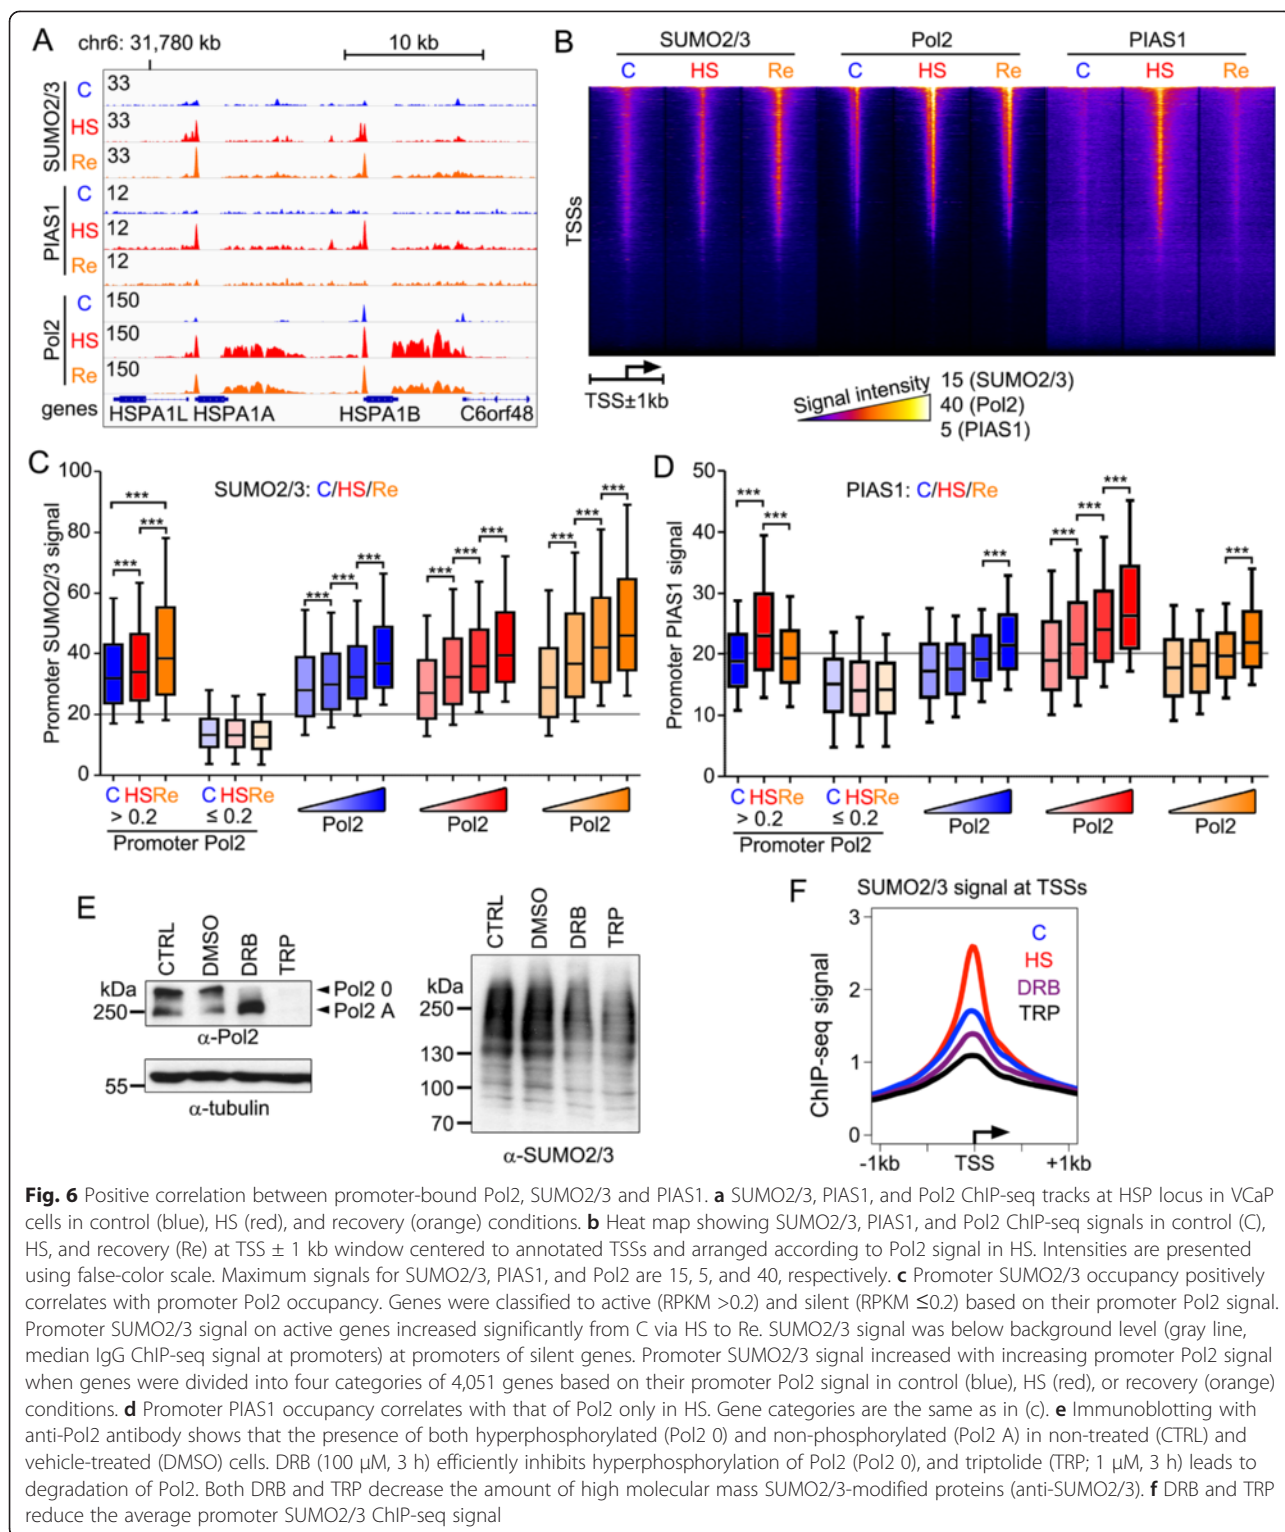 A
chr6: 31,780 kb
10 kb
SUMO2/3
C 33
HS 33
Re 33
PIAS1
C 12
HS 12
Re 12
Pol2
C 150
HS 150
Re 150
genes
HSPA1L HSPA1A HSPA1B C6orf48
B
SUMO2/3 Pol2 PIAS1
C HS Re C HS Re C HS Re
TSSs
TSS±1kb
Signal intensity
15 (SUMO2/3)
40 (Pol2)
5 (PIAS1)
C
SUMO2/3: C/HS/Re
Promoter SUMO2/3 signal
100
80
60
40
20
0
*** *** *** *** *** *** *** *** *** *** *** ***
C HS Re C HS Re
> 0.2 ≤ 0.2
Promoter Pol2
Pol2 Pol2 Pol2
D
PIAS1: C/HS/Re
Promoter PIAS1 signal
50
40
30
20
10
0
*** *** *** *** *** *** ***
C HS Re C HS Re
> 0.2 ≤ 0.2
Promoter Pol2
Pol2 Pol2 Pol2
E
CTRL DMSO DRB TRP
kDa
250
Pol2 0
Pol2 A
α-Pol2
55
α-tubulin
CTRL DMSO DRB TRP
kDa
250
130
100
70
α-SUMO2/3
F
SUMO2/3 signal at TSSs
ChIP-seq signal
3
2
1
0
C
HS
DRB
TRP
-1kb TSS +1kb
Fig. 6 Positive correlation between promoter-bound Pol2, SUMO2/3 and PIAS1. a SUMO2/3, PIAS1, and Pol2 ChIP-seq tracks at HSP locus in VCaP
cells in control (blue), HS (red), and recovery (orange) conditions. b Heat map showing SUMO2/3, PIAS1, and Pol2 ChIP-seq signals in control (C),
HS, and recovery (Re) at TSS ± 1 kb window centered to annotated TSSs and arranged according to Pol2 signal in HS. Intensities are presented
using false-color scale. Maximum signals for SUMO2/3, PIAS1, and Pol2 are 15, 5, and 40, respectively. c Promoter SUMO2/3 occupancy positively
correlates with promoter Pol2 occupancy. Genes were classified to active (RPKM >0.2) and silent (RPKM ≤0.2) based on their promoter Pol2 signal.
Promoter SUMO2/3 signal on active genes increased significantly from C via HS to Re. SUMO2/3 signal was below background level (gray line,
median IgG ChIP-seq signal at promoters) at promoters of silent genes. Promoter SUMO2/3 signal increased with increasing promoter Pol2 signal
when genes were divided into four categories of 4,051 genes based on their promoter Pol2 signal in control (blue), HS (red), or recovery (orange)
conditions. d Promoter PIAS1 occupancy correlates with that of Pol2 only in HS. Gene categories are the same as in (c). e Immunoblotting with
anti-Pol2 antibody shows that the presence of both hyperphosphorylated (Pol2 0) and non-phosphorylated (Pol2 A) in non-treated (CTRL) and
vehicle-treated (DMSO) cells. DRB (100 µM, 3 h) efficiently inhibits hyperphosphorylation of Pol2 (Pol2 0), and triptolide (TRP; 1 µM, 3 h) leads to
degradation of Pol2. Both DRB and TRP decrease the amount of high molecular mass SUMO2/3-modified proteins (anti-SUMO2/3). f DRB and TRP
reduce the average promoter SUMO2/3 ChIP-seq signal